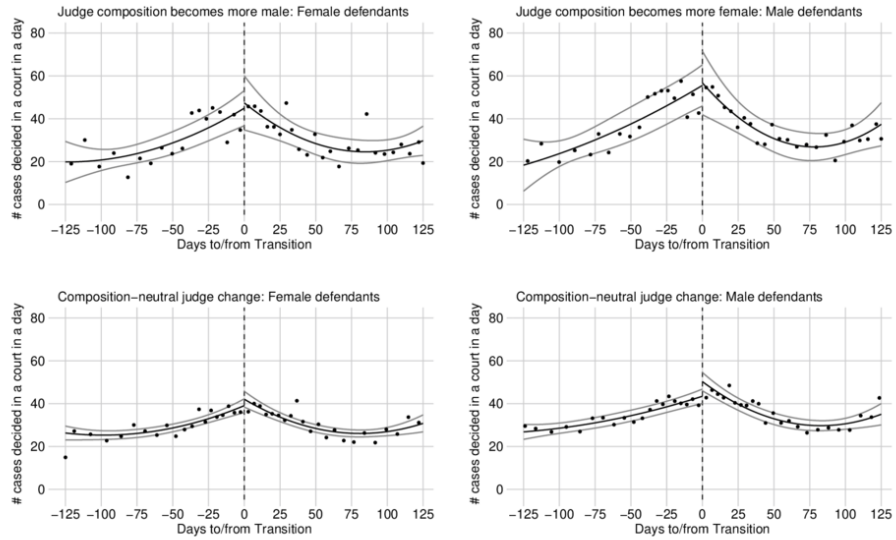 Judge composition becomes more male: Female defendants
# cases decided in a court in a day
80
60
40
20
0
−125 −100 −75 −50 −25 0 25 50 75 100 125
Days to/from Transition
Judge composition becomes more female: Male defendants
# cases decided in a court in a day
80
60
40
20
0
−125 −100 −75 −50 −25 0 25 50 75 100 125
Days to/from Transition
Composition−neutral judge change: Female defendants
# cases decided in a court in a day
80
60
40
20
0
−125 −100 −75 −50 −25 0 25 50 75 100 125
Days to/from Transition
Composition−neutral judge change: Male defendants
# cases decided in a court in a day
80
60
40
20
0
−125 −100 −75 −50 −25 0 25 50 75 100 125
Days to/from Transition